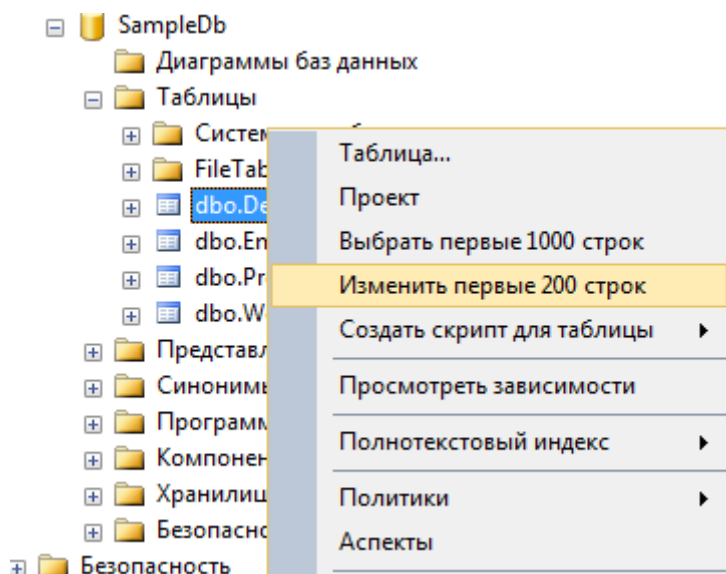 SampleDb
Диаграммы баз данных
Таблицы
FileTab
dbo.De
dbo.Em
dbo.Pr
dbo.W
Представл
Синонимы
Программ
Компонен
Хранилищ
Безопасно
Безопасность
Таблица...
Проект
Выбрать первые 1000 строк
Изменить первые 200 строк
Создать скрипт для таблицы
Просмотреть зависимости
Полнотекстовый индекс
Политики
Аспекты